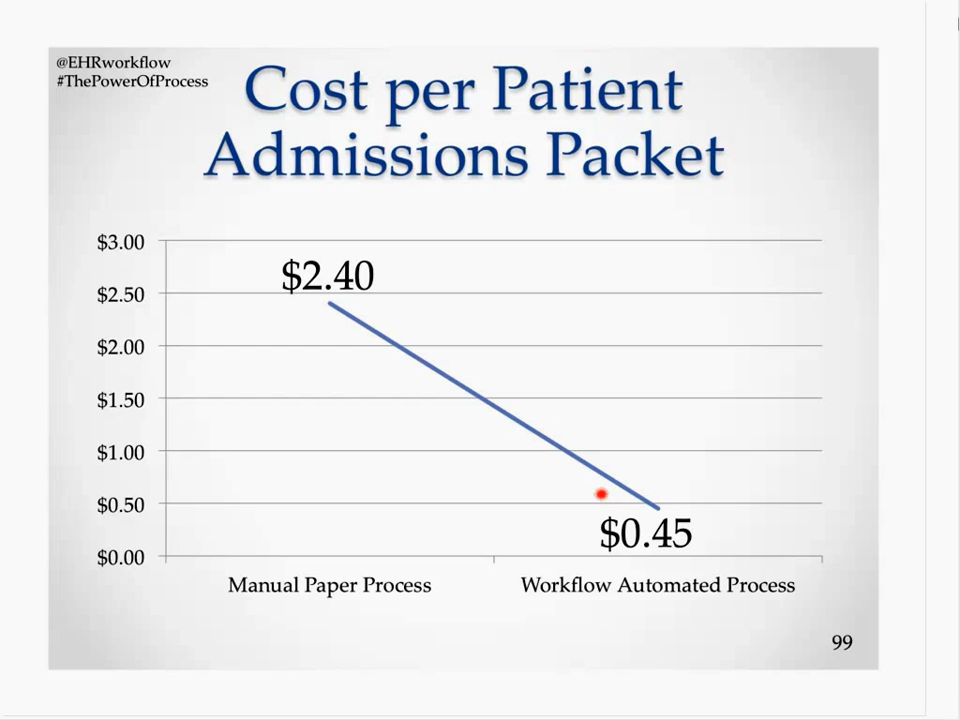 @EHRworkflow
#ThePowerOfProcess
Cost per Patient
Admissions Packet
$3.00
$2.50
$2.00
$1.50
$1.00
$0.50
$0.00
$2.40
$0.45
Manual Paper Process
Workflow Automated Process
99